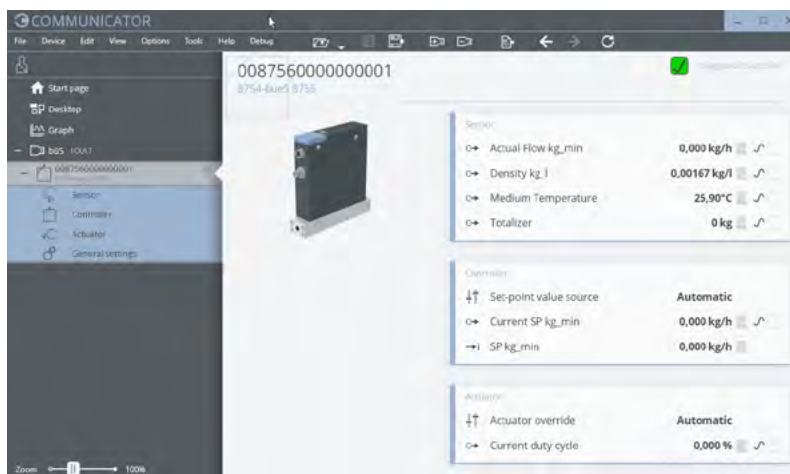 COMMUNICATOR
File Device Edit View Options Tools Help Debug
Start page
Desktop
Graph
büS
0087560000000001
Sensor
Controller
Actuator
General settings
Zoom 100%
0087560000000001
8756
Sensor
Actual Flow kg_min 0,000 kg/h
Density kg_l 0,00167 kg/l
Medium Temperature 25,90°C
Totalizer 0 kg
Controller
Set-point value source Automatic
Current SP kg_min 0,000 kg/h
SP kg_min 0,000 kg/h
Actuator
Actuator override Automatic
Current duty cycle 0,000 %